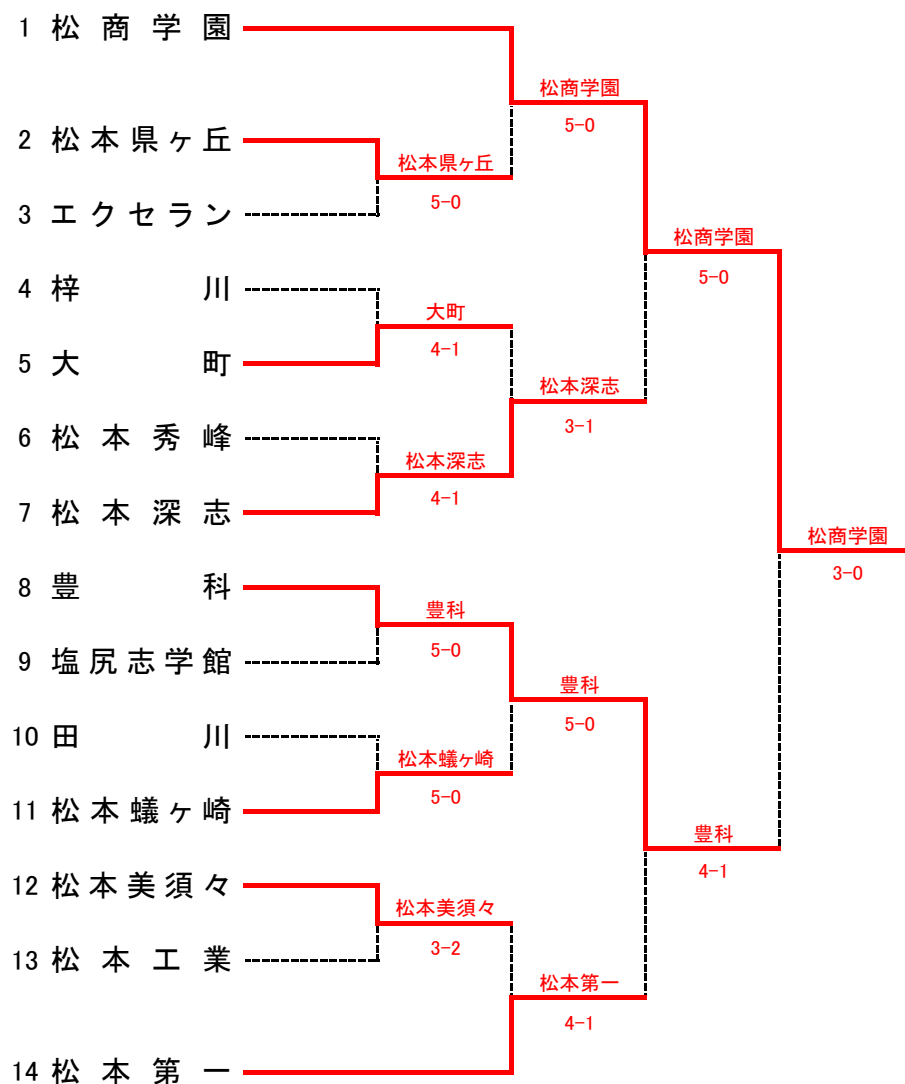 1 松商学園
松商学園
5-0
2 松本県ヶ丘
松本県ヶ丘
5-0
3 エクセラン
松商学園
5-0
4 梓川
大町
4-1
5 大町
松本深志
3-1
6 松本秀峰
松本深志
4-1
7 松本深志
松商学園
3-0
8 豊科
豊科
5-0
9 塩尻志学館
豊科
5-0
10 田川
松本蟻ヶ崎
5-0
11 松本蟻ヶ崎
豊科
4-1
12 松本美須々
松本美須々
3-2
13 松本工業
松本第一
4-1
14 松本第一